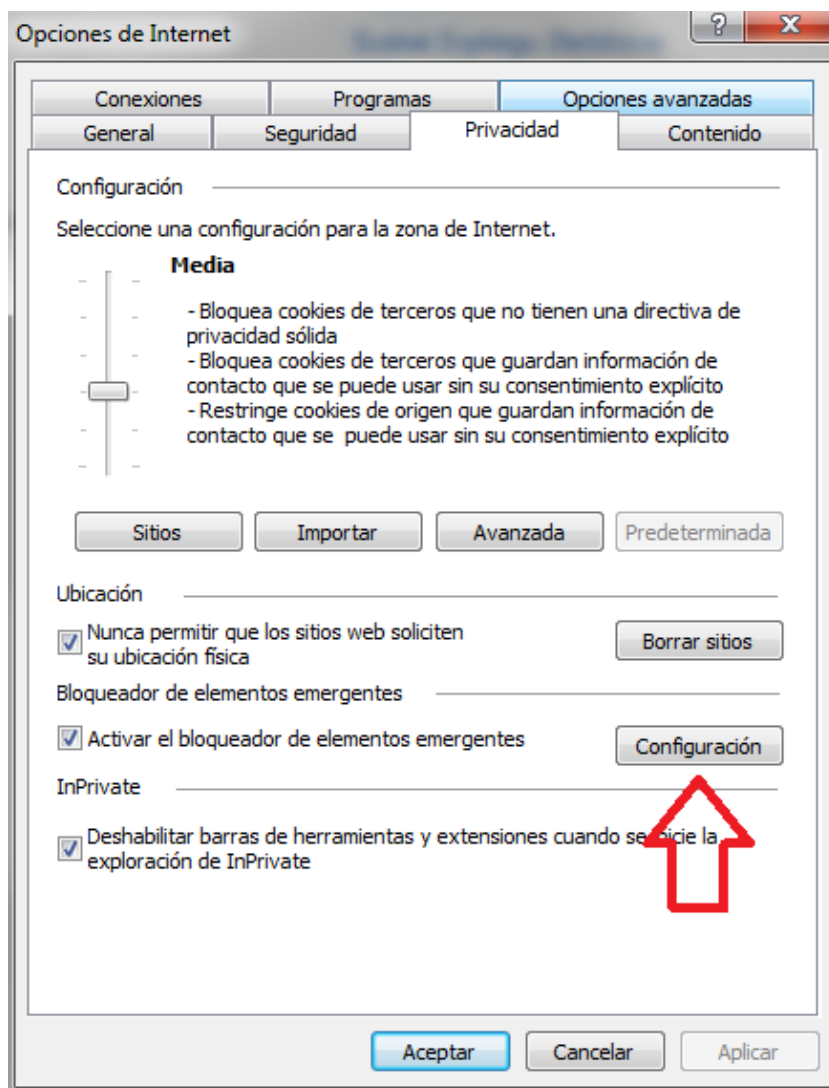 Opciones de Internet
Conexiones Programas Opciones avanzadas
General Seguridad Privacidad Contenido
Configuración
Seleccione una configuración para la zona de Internet.
Media
- Bloquea cookies de terceros que no tienen una directiva de
privacidad sólida
- Bloquea cookies de terceros que guardan información de
contacto que se puede usar sin su consentimiento explícito
- Restringe cookies de origen que guardan información de
contacto que se puede usar sin su consentimiento explícito
Sitios Importar Avanzada Predeterminada
Ubicación
Nunca permitir que los sitios web soliciten
su ubicación física
Borrar sitios
Bloqueador de elementos emergentes
Activar el bloqueador de elementos emergentes
Configuración
InPrivate
Deshabilitar barras de herramientas y extensiones cuando se inicie la
exploración de InPrivate
Aceptar Cancelar Aplicar